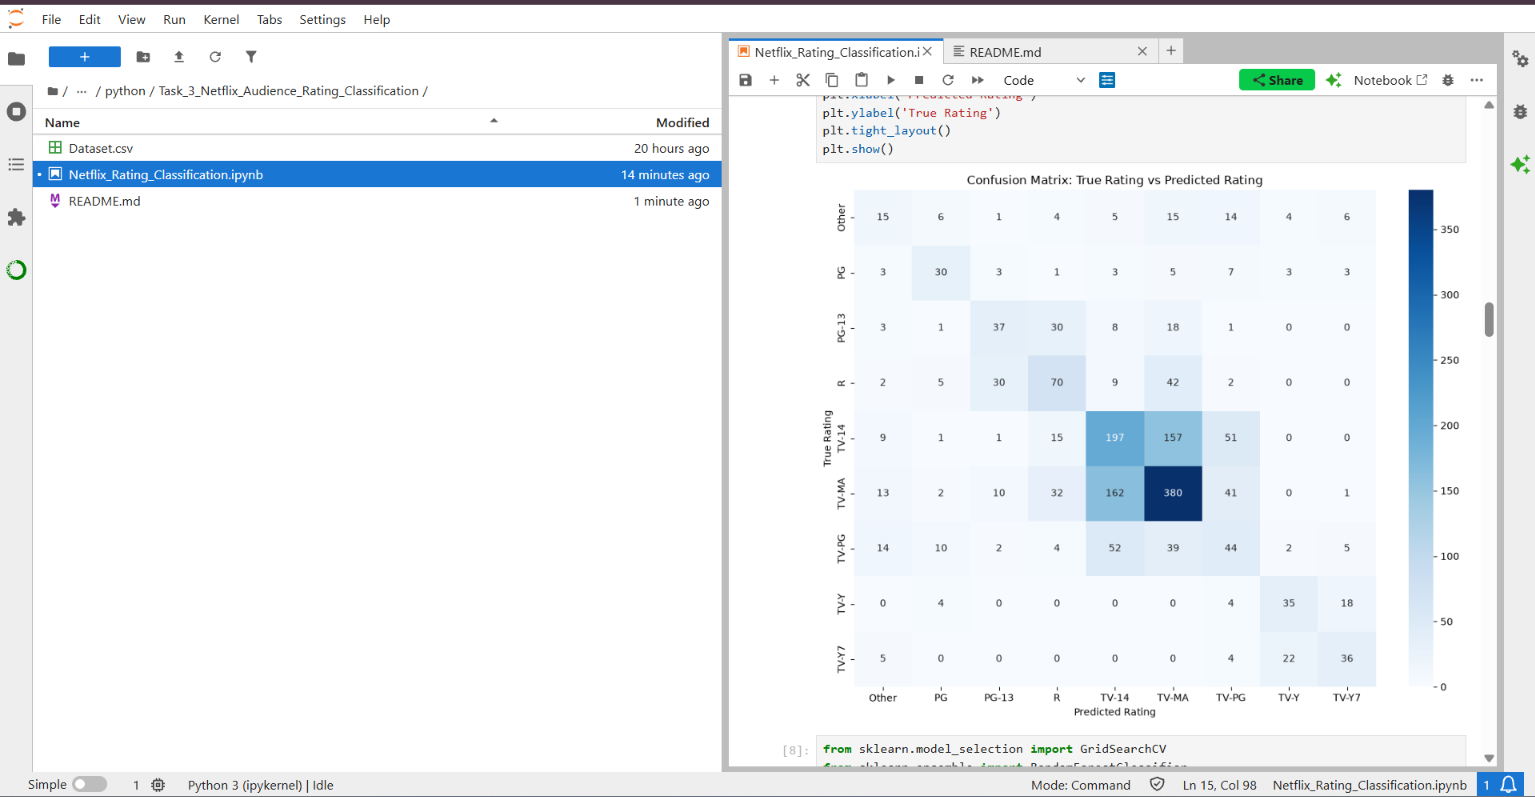 File Edit View Run Kernel Tabs Settings Help
+
/ ··· / python / Task_3_Netflix_Audience_Rating_Classification /
Name Modified
Dataset.csv 20 hours ago
Netflix_Rating_Classification.ipynb 14 minutes ago
README.md 1 minute ago
Netflix_Rating_Classification.i
README.md
Code Share Notebook
plt.xlabel('Predicted Rating')
plt.ylabel('True Rating')
plt.tight_layout()
plt.show()
Confusion Matrix: True Rating vs Predicted Rating
Other 15 6 1 4 5 15 14 4 6
PG 3 30 3 1 3 5 7 3 3
PG-13 3 1 37 30 8 18 1 0 0
R 2 5 30 70 9 42 2 0 0
True Rating
TV-14 9 1 1 15 197 157 51 0 0
TV-MA 13 2 10 32 162 380 41 0 1
TV-PG 14 10 2 4 52 39 44 2 5
TV-Y 0 4 0 0 0 0 4 35 18
TV-Y7 5 0 0 0 0 0 4 22 36
Other PG PG-13 R TV-14 TV-MA TV-PG TV-Y TV-Y7
Predicted Rating
350
300
250
200
150
100
50
0
[8]: from sklearn.model_selection import GridSearchCV
from sklearn.ensemble import RandomForestClassifier
Simple 1 Python 3 (ipykernel) | Idle Mode: Command Ln 15, Col 98 Netflix_Rating_Classification.ipynb 1